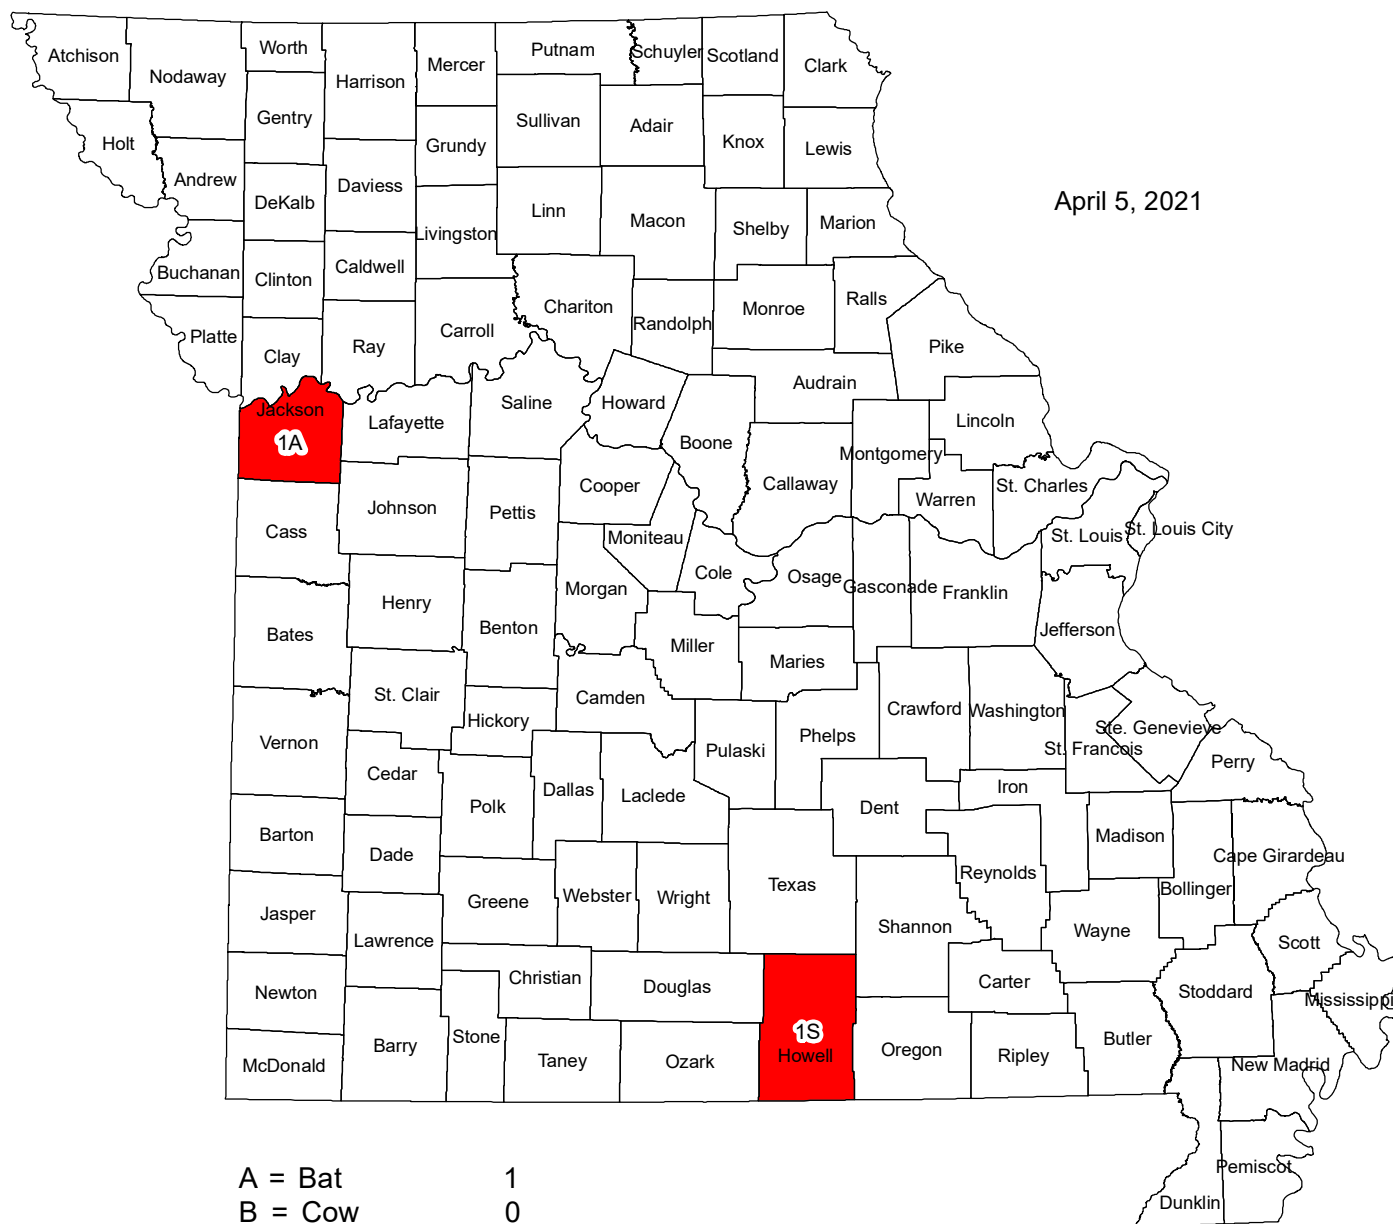 Atchison
Nodaway
Worth
Harrison
Mercer
Putnam
Schuyler
Scotland
Clark
Holt
Gentry
Grundy
Sullivan
Adair
Knox
Lewis
Andrew
DeKalb
Daviess
Livingston
Linn
Macon
Shelby
Marion
April 5, 2021
Buchanan
Clinton
Caldwell
Chariton
Randolph
Monroe
Ralls
Platte
Clay
Ray
Carroll
Pike
Audrain
Jackson
1A
Lafayette
Saline
Howard
Boone
Lincoln
Montgomery
Callaway
Cooper
Warren
St. Charles
Cass
Johnson
Pettis
Moniteau
St. Louis
St. Louis City
Cole
Osage
Gasconade
Franklin
Morgan
Henry
Bates
Benton
Miller
Maries
Jefferson
St. Clair
Camden
Hickory
Crawford
Washington
Ste. Genevieve
St. Francois
Vernon
Pulaski
Phelps
Perry
Cedar
Polk
Dallas
Laclede
Dent
Iron
Barton
Dade
Madison
Cape Girardeau
Texas
Reynolds
Bollinger
Jasper
Greene
Webster
Wright
Shannon
Wayne
Scott
Lawrence
Christian
Douglas
Carter
Stoddard
Mississippi
Newton
1S
Howell
Barry
Stone
Taney
Ozark
Oregon
Ripley
Butler
New Madrid
McDonald
Pemiscot
Dunklin
A = Bat 1
B = Cow 0